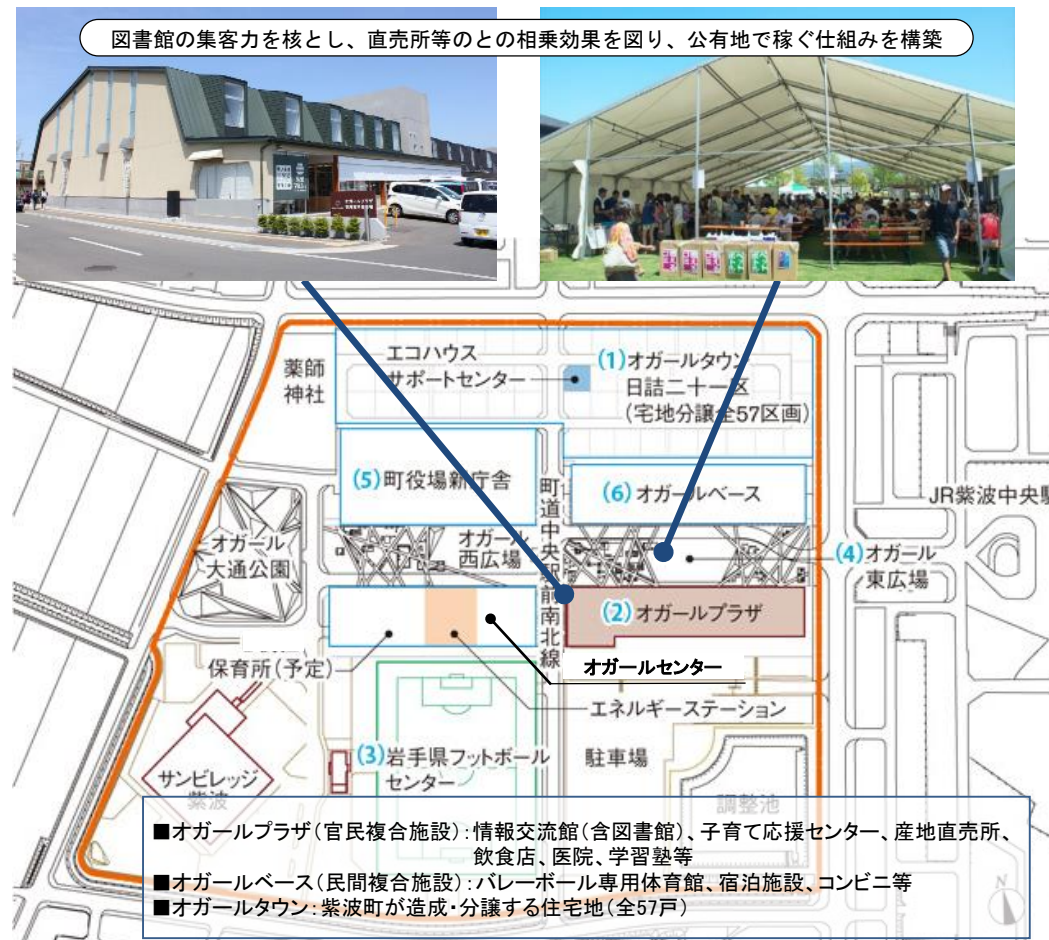 図書館の集客力を核とし、直売所等のとの相乗効果を図り、公有地で稼ぐ仕組みを構築
薬師
神社
エコハウス
サポートセンター
(1)オガールタウン
日詰二十一区
(宅地分譲全57区画)
(5)町役場新庁舎
町道中央駅前南北線
(6)オガールベース
JR紫波中央駅
オガール
大通公園
オガール
西広場
(4)オガール
東広場
(2)オガールプラザ
保育所(予定)
オガールセンター
エネルギーステーション
(3)岩手県フットボール
センター
駐車場
サンビレッジ
紫波
調整池
■オガールプラザ(官民複合施設):情報交流館(含図書館)、子育て応援センター、産地直売所、
飲食店、医院、学習塾等
■オガールベース(民間複合施設):バレーボール専用体育館、宿泊施設、コンビニ等
■オガールタウン:紫波町が造成・分譲する住宅地(全57戸)
N